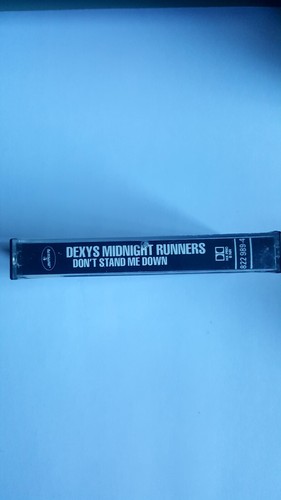 DEXYS MIDNIGHT RUNNERS
DON'T STAND ME DOWN
822 989-4